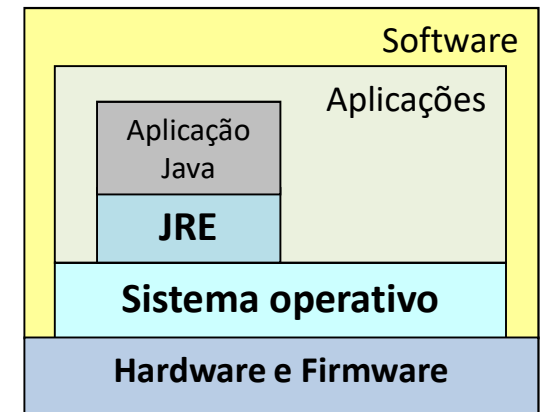 Software
Aplicações
Aplicação
Java
JRE
Sistema operativo
Hardware e Firmware